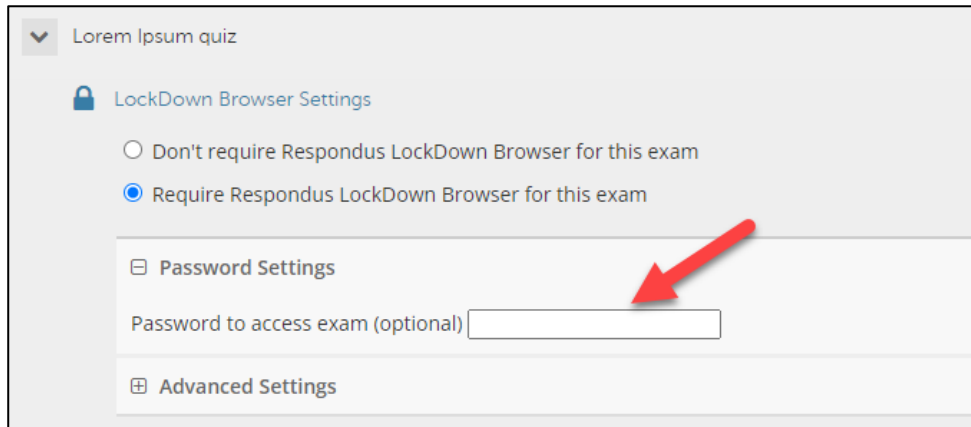 Lorem Ipsum quiz
LockDown Browser Settings
Don't require Respondus LockDown Browser for this exam
Require Respondus LockDown Browser for this exam
Password Settings
Password to access exam (optional)
Advanced Settings